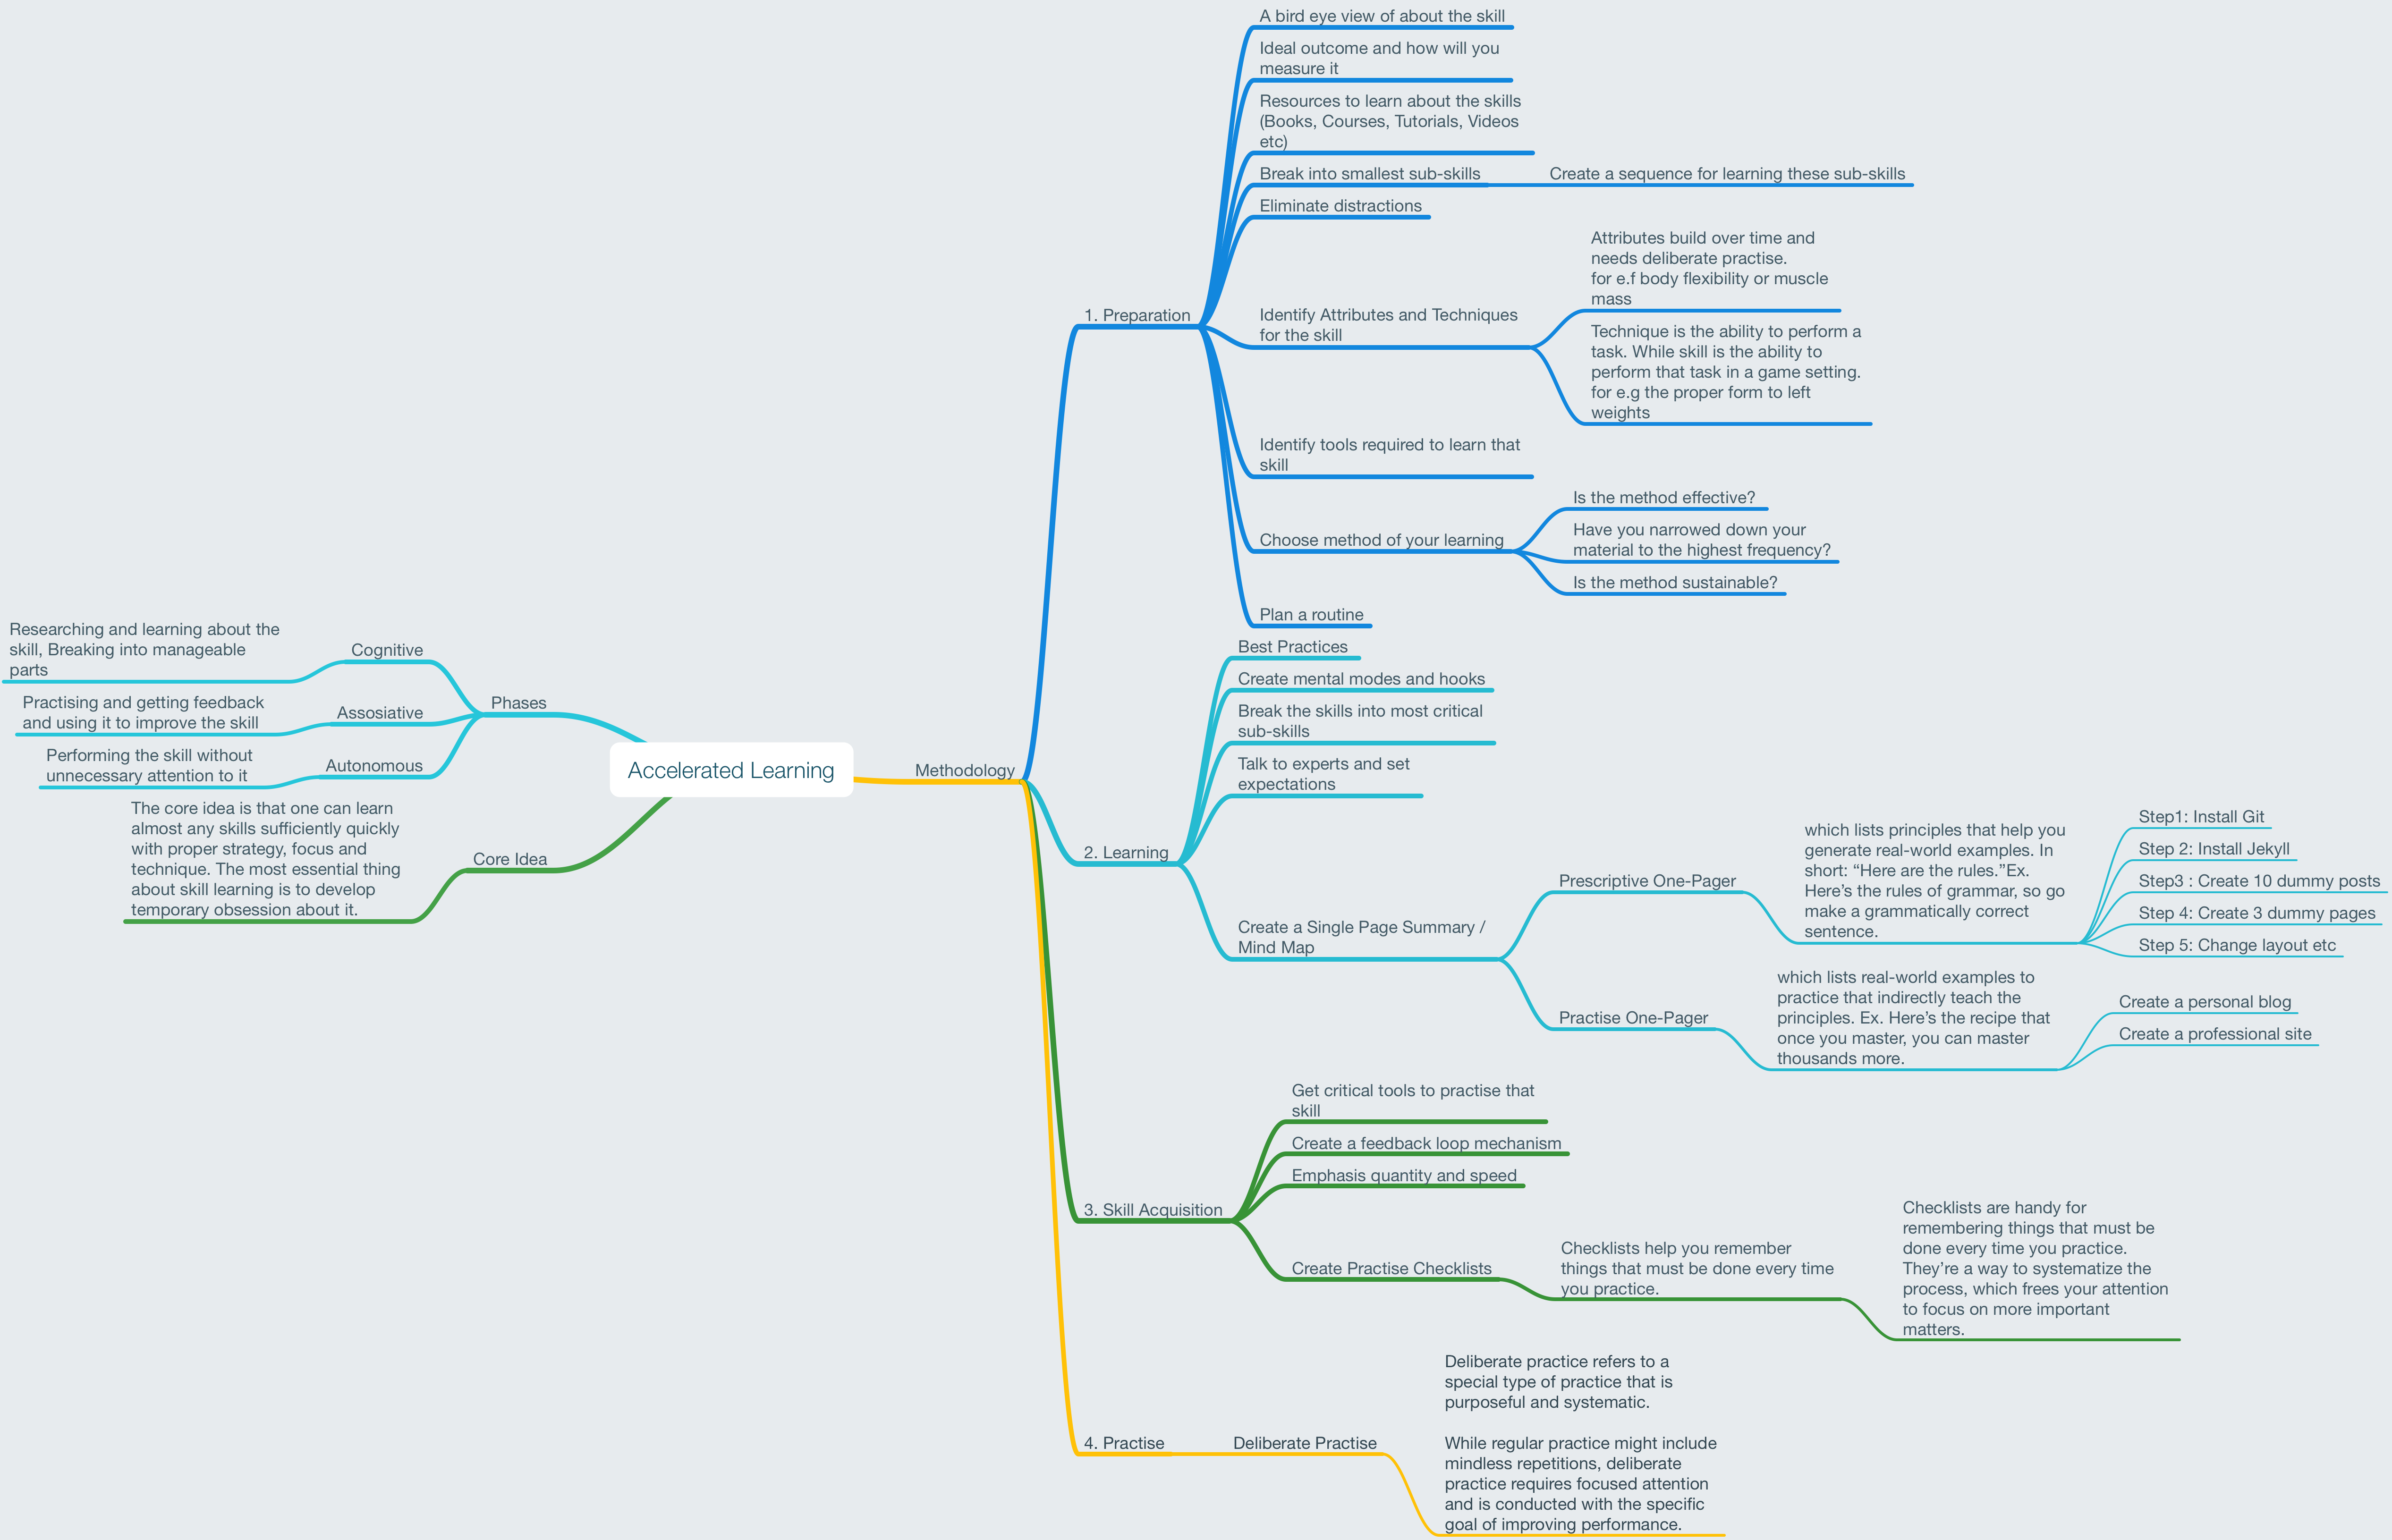 Accelerated Learning
Phases
Cognitive
Researching and learning about the
skill, Breaking into manageable
parts
Assosiative
Practising and getting feedback
and using it to improve the skill
Autonomous
Performing the skill without
unnecessary attention to it
Core Idea
The core idea is that one can learn
almost any skills sufficiently quickly
with proper strategy, focus and
technique. The most essential thing
about skill learning is to develop
temporary obsession about it.
Methodology
1. Preparation
A bird eye view of about the skill
Ideal outcome and how will you
measure it
Resources to learn about the skills
(Books, Courses, Tutorials, Videos
etc)
Break into smallest sub-skills
Create a sequence for learning these sub-skills
Eliminate distractions
Identify Attributes and Techniques
for the skill
Attributes build over time and
needs deliberate practise.
for e.f body flexibility or muscle
mass
Technique is the ability to perform a
task. While skill is the ability to
perform that task in a game setting.
for e.g the proper form to left
weights
Identify tools required to learn that
skill
Choose method of your learning
Is the method effective?
Have you narrowed down your
material to the highest frequency?
Is the method sustainable?
Plan a routine
2. Learning
Best Practices
Create mental modes and hooks
Break the skills into most critical
sub-skills
Talk to experts and set
expectations
Create a Single Page Summary /
Mind Map
Prescriptive One-Pager
which lists principles that help you
generate real-world examples. In
short: “Here are the rules.”Ex.
Here’s the rules of grammar, so go
make a grammatically correct
sentence.
Step1: Install Git
Step 2: Install Jekyll
Step3 : Create 10 dummy posts
Step 4: Create 3 dummy pages
Step 5: Change layout etc
Practise One-Pager
which lists real-world examples to
practice that indirectly teach the
principles. Ex. Here’s the recipe that
once you master, you can master
thousands more.
Create a personal blog
Create a professional site
3. Skill Acquisition
Get critical tools to practise that
skill
Create a feedback loop mechanism
Emphasis quantity and speed
Create Practise Checklists
Checklists help you remember
things that must be done every time
you practice.
Checklists are handy for
remembering things that must be
done every time you practice.
They’re a way to systematize the
process, which frees your attention
to focus on more important
matters.
4. Practise
Deliberate Practise
Deliberate practice refers to a
special type of practice that is
purposeful and systematic.
While regular practice might include
mindless repetitions, deliberate
practice requires focused attention
and is conducted with the specific
goal of improving performance.